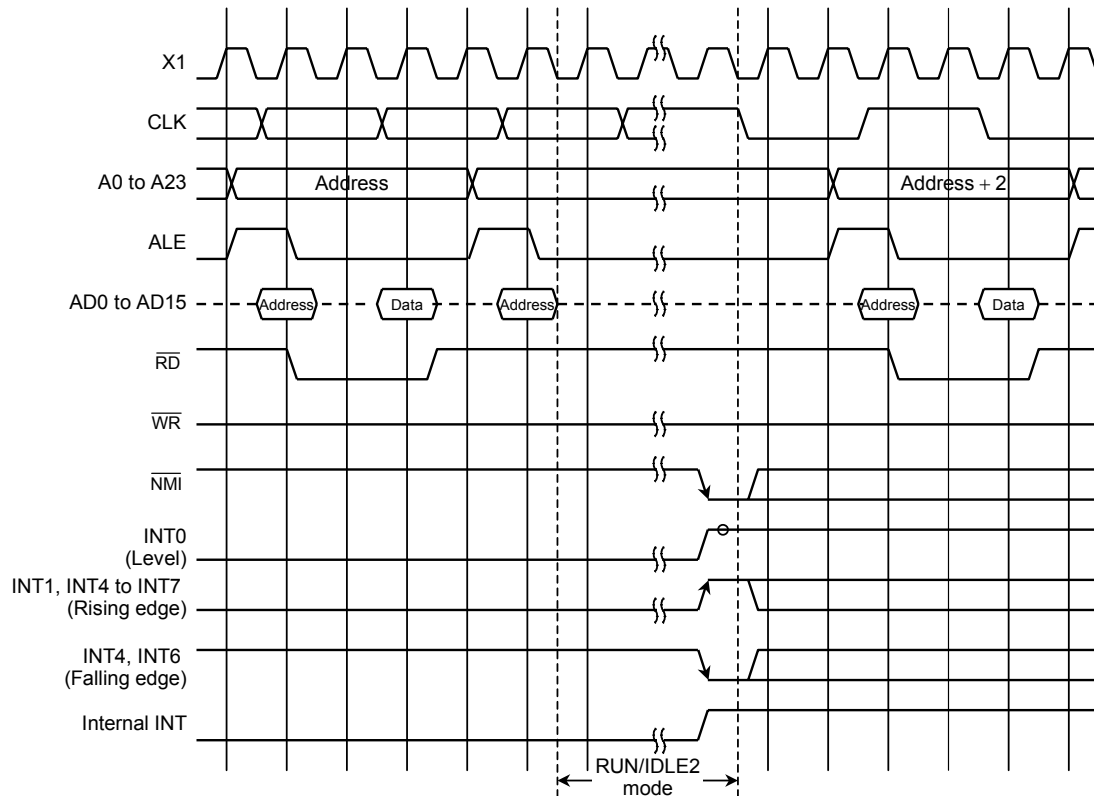 X1
CLK
A0 to A23
Address
Address + 2
ALE
AD0 to AD15
Address
Data
Address
Address
Data
RD
WR
NMI
INT0
(Level)
INT1, INT4 to INT7
(Rising edge)
INT4, INT6
(Falling edge)
Internal INT
RUN/IDLE2
mode